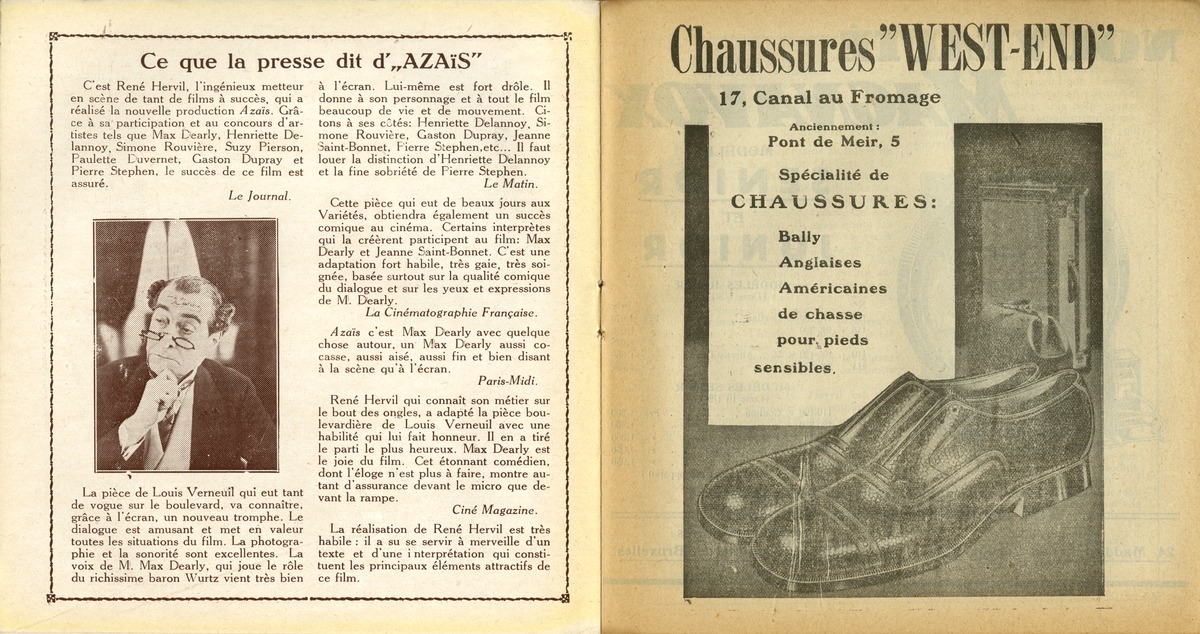 Ce que la presse dit d'„AZAïS”
C'est René Hervil, l'ingénieux metteur
en scène de tant de films à succès, qui a
réalisé la nouvelle production Azaïs. Grâ-
ce à sa participation et au concours d'ar-
tistes tels que Max Dearly, Henriette De-
lannoy, Simone Rouvière, Suzy Pierson,
Paulette Duvernet, Gaston Dupray et
Pierre Stephen, le succès de ce film est
assuré.
Le Journal.
La pièce de Louis Verneuîl qui eut tant
de vogue sur le boulevard, va connaître,
grâce à l'écran, un nouveau tromphe. Le
dialogue est amusant et met en valeur
toutes les situations du film. La photogra-
phie et la sonorité sont excellentes. La
voix de M. Max Dearly, qui joue le rôle
du richissime baron Wurtz vient très bien
à l'écran. Lui-même est fort drôle. Il
donne à son personnage et à tout le film
beaucoup de vie et de mouvement. Ci-
tons à ses côtés: Henriette Delannoy, Si-
mone Rouvière, Gaston Dupray, Jeanne
Saint-Bonnet, Pierre Stephen,etc... Il faut
louer la distinction d'Henriette Delannoy
et la fine sobriété de Pierre Stephen.
Le Matin.
Cette pièce qui eut de beaux jours aux
Variétés, obtiendra également un succès
comique au cinéma. Certains interprètes
qui la créèrent participent au film: Max
Dearly et Jeanne Saint-Bonnet. C'est une
adaptation fort habile, très gaie, très soi-
gnée, basée surtout sur la qualité comique
du dialogue et sur les yeux et expressions
de M. Dearly.
La Cinématographie Française.
Azaïs c'est Max Dearly avec quelque
chose autour, un Max Dearly aussi co-
casse, aussi aisé, aussi fin et bien disant
à la scène qu'à l'écran.
Paris-Midi.
René Hervil qui connaît son métier sur
le bout des ongles, a adapté la pièce bou-
levardière de Louis Verneuil avec une
habilité qui lui fait honneur. Il en a tiré
le parti le plus heureux. Max Dearly est
le joie du film. Cet étonnant comédien,
dont l'éloge n'est plus à faire, montre au-
tant d'assurance devant le micro que de-
vant la rampe.
Ciné Magazine.
La réalisation de René Hervil est très
habile : il a su se servir à merveille d'un
texte et d'une interprétation qui consti-
tuent les principaux éléments attractifs de
ce film.
Chaussures "WEST-END"
17, Canal au Fromage
Anciennement :
Pont de Meir, 5
Spécialité de
CHAUSSURES:
Bally
Anglaises
Américaines
de chasse
pour pieds
sensibles.